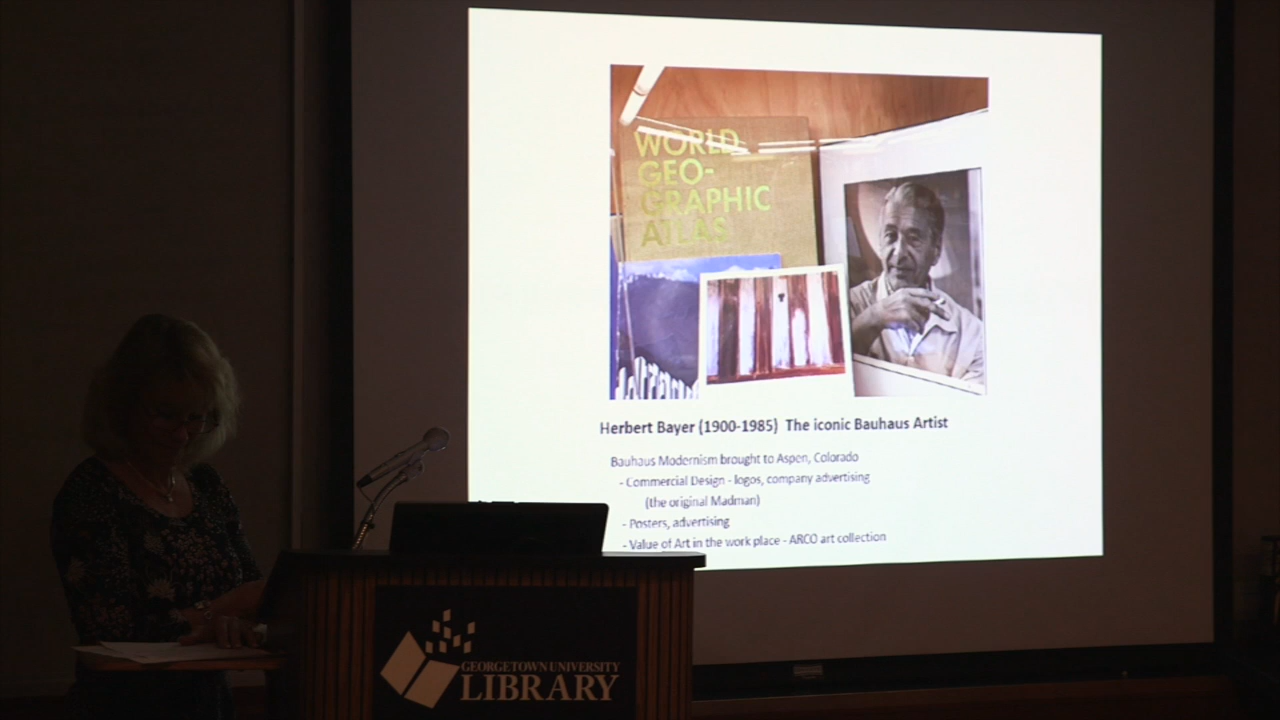 WORLD
GEO-
GRAPHIC
ATLAS
Herbert Bayer (1900-1985) The iconic Bauhaus Artist
Bauhaus Modernism brought to Aspen, Colorado
- Commercial Design - logos, company advertising
(the original Madman)
- Posters, advertising
- Value of Art in the work place - ARCO art collection
GEORGETOWN UNIVERSITY
LIBRARY